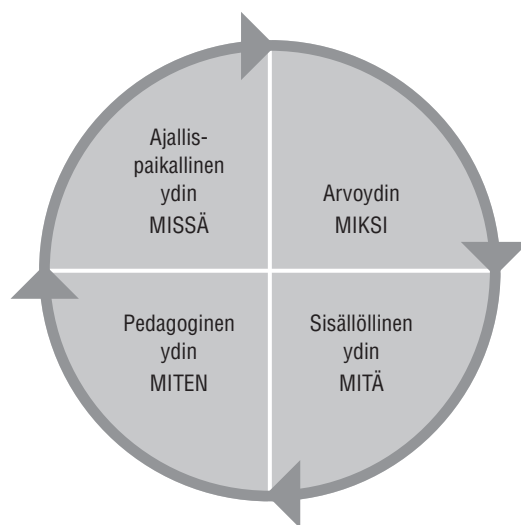 Ajallis-
paikallinen
ydin
MISSÄ
Arvoydin
MIKSI
Pedagoginen
ydin
MITEN
Sisällöllinen
ydin
MITÄ